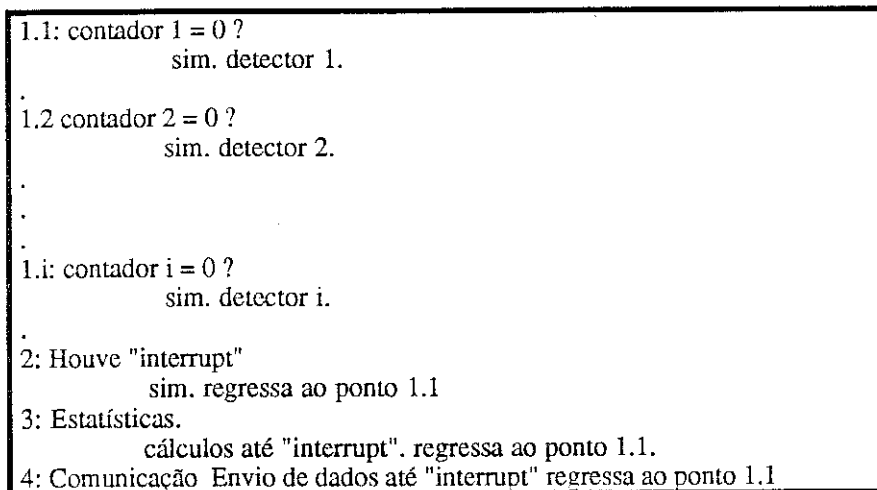 1.1: contador 1 = 0 ?
sim. detector 1.
.
1.2 contador 2 = 0 ?
sim. detector 2.
.
.
.
1.i: contador i = 0 ?
sim. detector i.
.
2: Houve "interrupt"
sim. regressa ao ponto 1.1
3: Estatísticas.
cálculos até "interrupt". regressa ao ponto 1.1.
4: Comunicação Envio de dados até "interrupt" regressa ao ponto 1.1